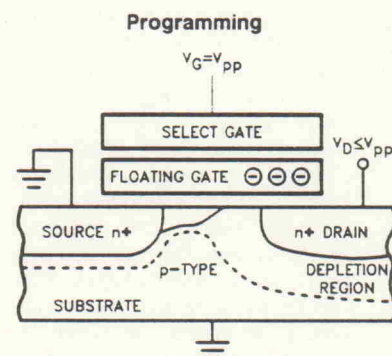 Programming
V_G=V_pp
SELECT GATE
V_D≤V_pp
FLOATING GATE ⊖ ⊖ ⊖
SOURCE n+
n+ DRAIN
p-TYPE
DEPLETION
REGION
SUBSTRATE